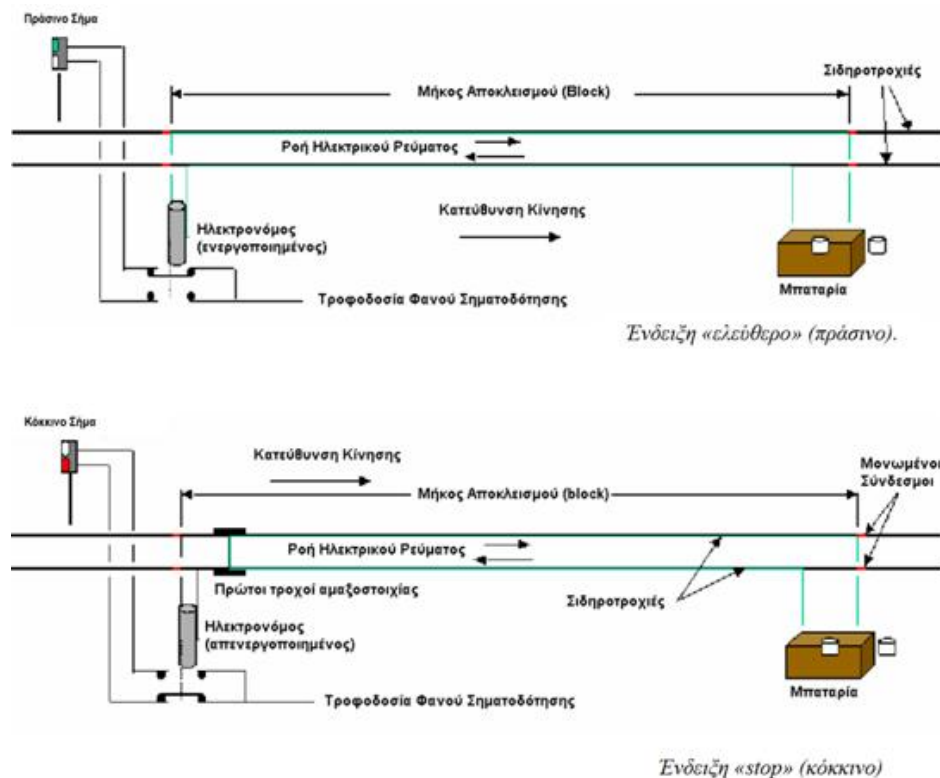 Πράσινο Σήμα
Σιδηροτροχιές
Μήκος Αποκλεισμού (Block)
Ροή Ηλεκτρικού Ρεύματος
Κατεύθυνση Κίνησης
Ηλεκτρονόμος
(ενεργοποιημένος)
Μπαταρία
Τροφοδοσία Φανού Σηματοδότησης
Ένδειξη «ελεύθερο» (πράσινο).
Κόκκινο Σήμα
Κατεύθυνση Κίνησης
Μονωμένοι
Σύνδεσμοι
Μήκος Αποκλεισμού (block)
Ροή Ηλεκτρικού Ρεύματος
Πρώτοι τροχοί αμαξοστοιχίας
Σιδηροτροχιές
Ηλεκτρονόμος
(απενεργοποιημένος)
Μπαταρία
Τροφοδοσία Φανού Σηματοδότησης
Ένδειξη «stop» (κόκκινο)